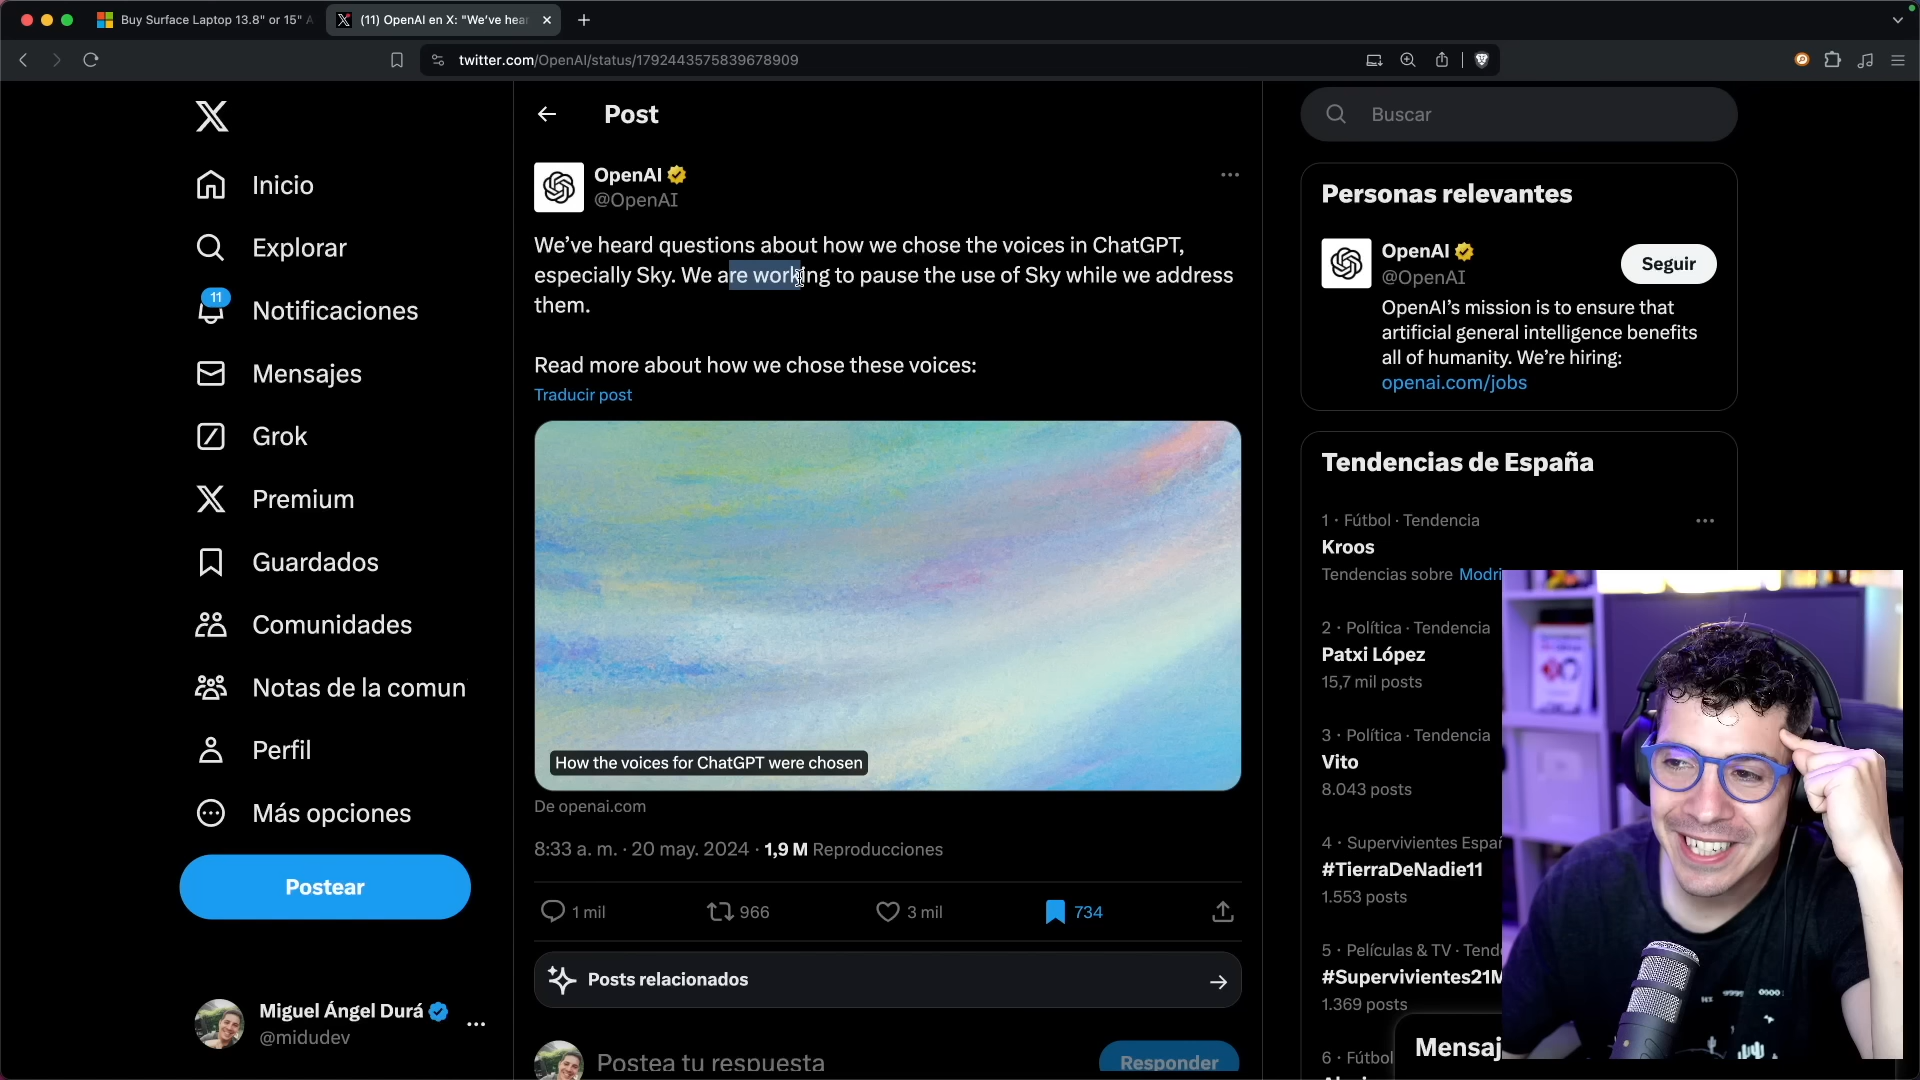 Buy Surface Laptop 13.8" or 15"
(11) OpenAI en X: "We've hear
twitter.com/OpenAI/status/1792443575839678909
Post
Buscar
Inicio
Explorar
11
Notificaciones
Mensajes
Grok
Premium
Guardados
Comunidades
Notas de la comun
Perfil
Más opciones
Postear
Miguel Ángel Durá
@midudev
OpenAI
@OpenAI
We've heard questions about how we chose the voices in ChatGPT,
especially Sky. We are working to pause the use of Sky while we address
them.
Read more about how we chose these voices:
Traducir post
How the voices for ChatGPT were chosen
De openai.com
8:33 a. m. · 20 may. 2024 · 1,9 M Reproducciones
1 mil
966
3 mil
734
Posts relacionados
Postea tu respuesta
Responder
Personas relevantes
OpenAI
@OpenAI
Seguir
OpenAI's mission is to ensure that
artificial general intelligence benefits
all of humanity. We're hiring:
openai.com/jobs
Tendencias de España
1 · Fútbol · Tendencia
Kroos
Tendencias sobre Modri
2 · Política · Tendencia
Patxi López
15,7 mil posts
3 · Política · Tendencia
Vito
8.043 posts
4 · Supervivientes Españ
#TierraDeNadie11
1.553 posts
5 · Películas & TV · Tend
#Supervivientes21M
1.369 posts
6 · Fútbol
Mensaj